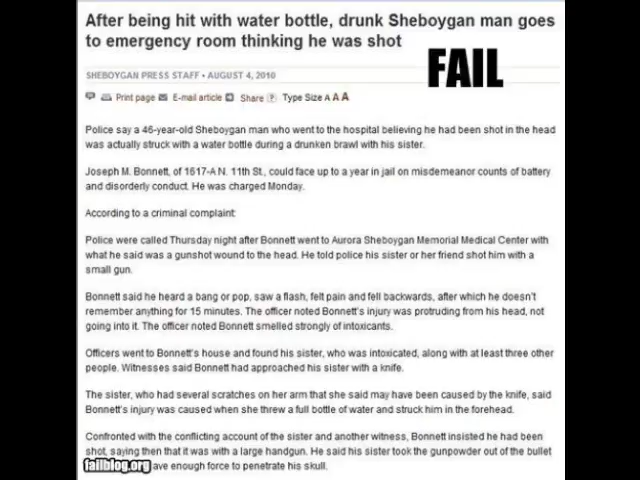 After being hit with water bottle, drunk Sheboygan man goes
to emergency room thinking he was shot
FAIL
SHEBOYGAN PRESS STAFF • AUGUST 4, 2010
Print page E-mail article Share Type Size A A A
Police say a 46-year-old Sheboygan man who went to the hospital believing he had been shot in the head
was actually struck with a water bottle during a drunken brawl with his sister.
Joseph M. Bonnett, of 1617-A N. 11th St., could face up to a year in jail on misdemeanor counts of battery
and disorderly conduct. He was charged Monday.
According to a criminal complaint:
Police were called Thursday night after Bonnett went to Aurora Sheboygan Memorial Medical Center with
what he said was a gunshot wound to the head. He told police his sister or her friend shot him with a
small gun.
Bonnett said he heard a bang or pop, saw a flash, felt pain and fell backwards, after which he doesn't
remember anything for 15 minutes. The officer noted Bonnett's injury was protruding from his head, not
going into it. The officer noted Bonnett smelled strongly of intoxicants.
Officers went to Bonnett's house and found his sister, who was intoxicated, along with at least three other
people. Witnesses said Bonnett had approached his sister with a knife.
The sister, who had several scratches on her arm that she said may have been caused by the knife, said
Bonnett's injury was caused when she threw a full bottle of water and struck him in the forehead.
Confronted with the conflicting account of the sister and another witness, Bonnett insisted he had been
shot, saying then that it was with a large handgun. He said his sister took the gunpowder out of the bullet
failblog.org ave enough force to penetrate his skull.